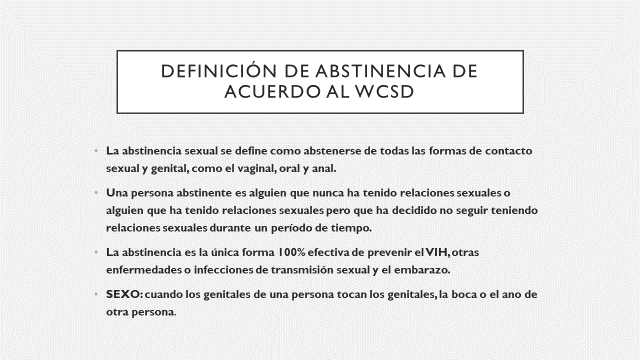 DEFINICIÓN DE ABSTINENCIA DE
ACUERDO AL WCSD
• La abstinencia sexual se define como abstenerse de todas las formas de contacto
sexual y genital, como el vaginal, oral y anal.
• Una persona abstinente es alguien que nunca ha tenido relaciones sexuales o
alguien que ha tenido relaciones sexuales pero que ha decidido no seguir teniendo
relaciones sexuales durante un período de tiempo.
• La abstinencia es la única forma 100% efectiva de prevenir el VIH, otras
enfermedades o infecciones de transmisión sexual y el embarazo.
• SEXO: cuando los genitales de una persona tocan los genitales, la boca o el ano de
otra persona.